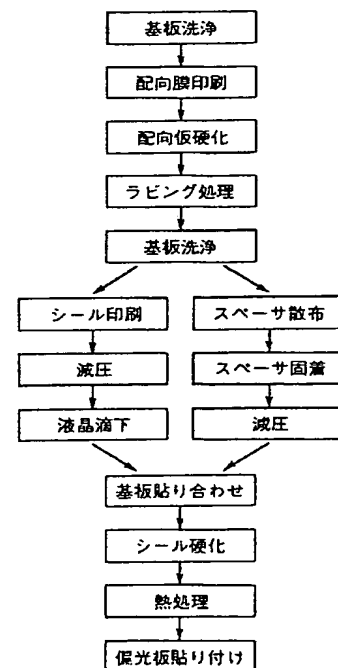 基板洗浄
配向膜印刷
配向仮硬化
ラビング処理
基板洗浄
シール印刷
減圧
液晶滴下
スペーサ散布
スペーサ固着
減圧
基板貼り合わせ
シール硬化
熱処理
偏光板貼り付け